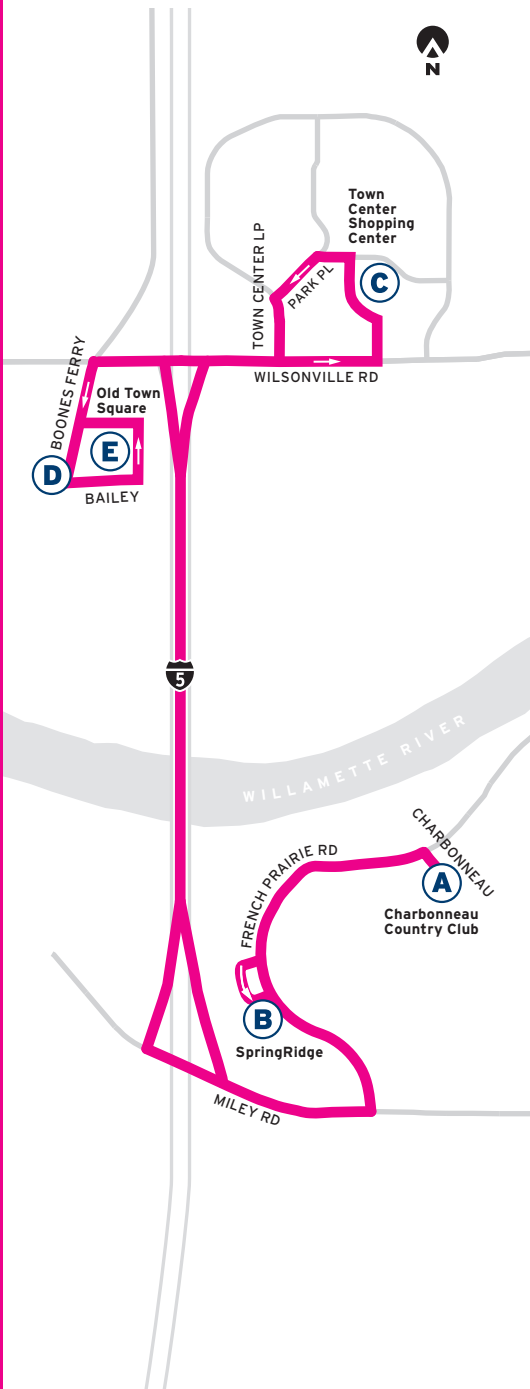 N
Town
Center
Shopping
Center
TOWN CENTER LP
PARK PL
C
WILSONVILLE RD
BOONES FERRY
Old Town
Square
E
D
BAILEY
5
WILLAMETTE RIVER
CHARBONNEAU
FRENCH PRAIRIE RD
A
Charbonneau
Country Club
B
SpringRidge
MILEY RD